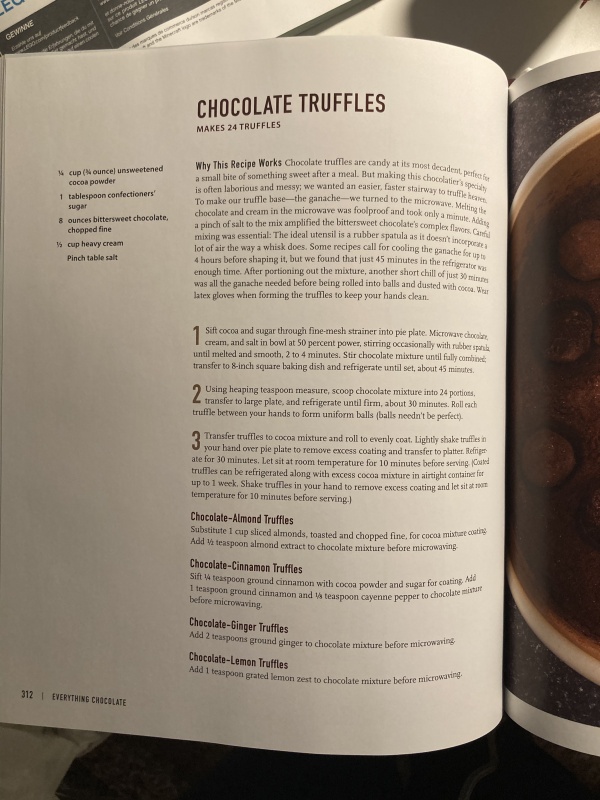 GEWINNE
CHOCOLATE TRUFFLES
MAKES 24 TRUFFLES
¼ cup (¾ ounce) unsweetened
cocoa powder
1 tablespoon confectioners'
sugar
8 ounces bittersweet chocolate,
chopped fine
½ cup heavy cream
Pinch table salt
Why This Recipe Works Chocolate truffles are candy at its most decadent, perfect for
a small bite of something sweet after a meal. But making this chocolatier's specialty
is often laborious and messy; we wanted an easier, faster stairway to truffle heaven.
To make our truffle base—the ganache—we turned to the microwave. Melting the
chocolate and cream in the microwave was foolproof and took only a minute. Adding
a pinch of salt to the mix amplified the bittersweet chocolate's complex flavors. Careful
mixing was essential: The ideal utensil is a rubber spatula as it doesn't incorporate a
lot of air the way a whisk does. Some recipes call for cooling the ganache for up to
4 hours before shaping it, but we found that just 45 minutes in the refrigerator was
enough time. After portioning out the mixture, another short chill of just 30 minutes
was all the ganache needed before being rolled into balls and dusted with cocoa. Wear
latex gloves when forming the truffles to keep your hands clean.
1 Sift cocoa and sugar through fine-mesh strainer into pie plate. Microwave chocolate,
cream, and salt in bowl at 50 percent power, stirring occasionally with rubber spatula,
until melted and smooth, 2 to 4 minutes. Stir chocolate mixture until fully combined;
transfer to 8-inch square baking dish and refrigerate until set, about 45 minutes.
2 Using heaping teaspoon measure, scoop chocolate mixture into 24 portions,
transfer to large plate, and refrigerate until firm, about 30 minutes. Roll each
truffle between your hands to form uniform balls (balls needn't be perfect).
3 Transfer truffles to cocoa mixture and roll to evenly coat. Lightly shake truffles in
your hand over pie plate to remove excess coating and transfer to platter. Refriger-
ate for 30 minutes. Let sit at room temperature for 10 minutes before serving. (Coated
truffles can be refrigerated along with excess cocoa mixture in airtight container for
up to 1 week. Shake truffles in your hand to remove excess coating and let sit at room
temperature for 10 minutes before serving.)
Chocolate-Almond Truffles
Substitute 1 cup sliced almonds, toasted and chopped fine, for cocoa mixture coating.
Add ½ teaspoon almond extract to chocolate mixture before microwaving.
Chocolate-Cinnamon Truffles
Sift ¼ teaspoon ground cinnamon with cocoa powder and sugar for coating. Add
1 teaspoon ground cinnamon and ⅛ teaspoon cayenne pepper to chocolate mixture
before microwaving.
Chocolate-Ginger Truffles
Add 2 teaspoons ground ginger to chocolate mixture before microwaving.
Chocolate-Lemon Truffles
Add 1 teaspoon grated lemon zest to chocolate mixture before microwaving.
312 | EVERYTHING CHOCOLATE